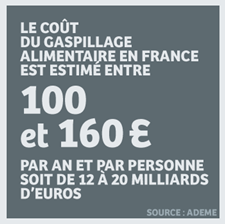 LE COÛT
DU GASPILLAGE
ALIMENTAIRE EN FRANCE
EST ESTIMÉ ENTRE
100
et 160 €
PAR AN ET PAR PERSONNE
SOIT DE 12 À 20 MILLIARDS
D'EUROS
SOURCE : ADEME